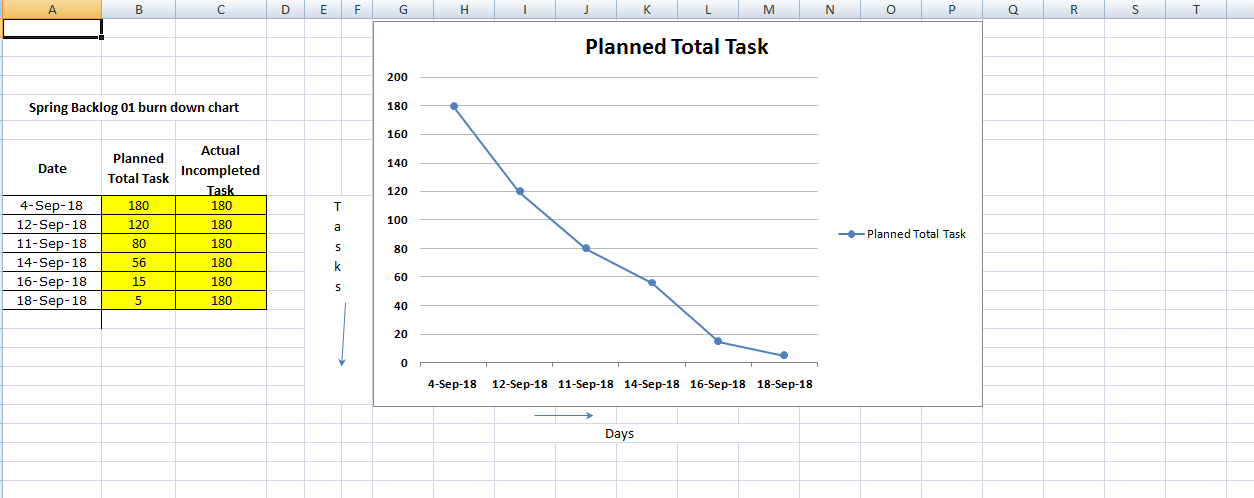 A B C D E F G H I J K L M N O P Q R S T
Planned Total Task
Spring Backlog 01 burn down chart
Date
Planned
Total Task
Actual
Incompleted
Task
4-Sep-18 180 180
12-Sep-18 120 180
11-Sep-18 80 180
14-Sep-18 56 180
16-Sep-18 15 180
18-Sep-18 5 180
T
a
s
k
s
200
180
160
140
120
100
80
60
40
20
0
4-Sep-18 12-Sep-18 11-Sep-18 14-Sep-18 16-Sep-18 18-Sep-18
Planned Total Task
Days